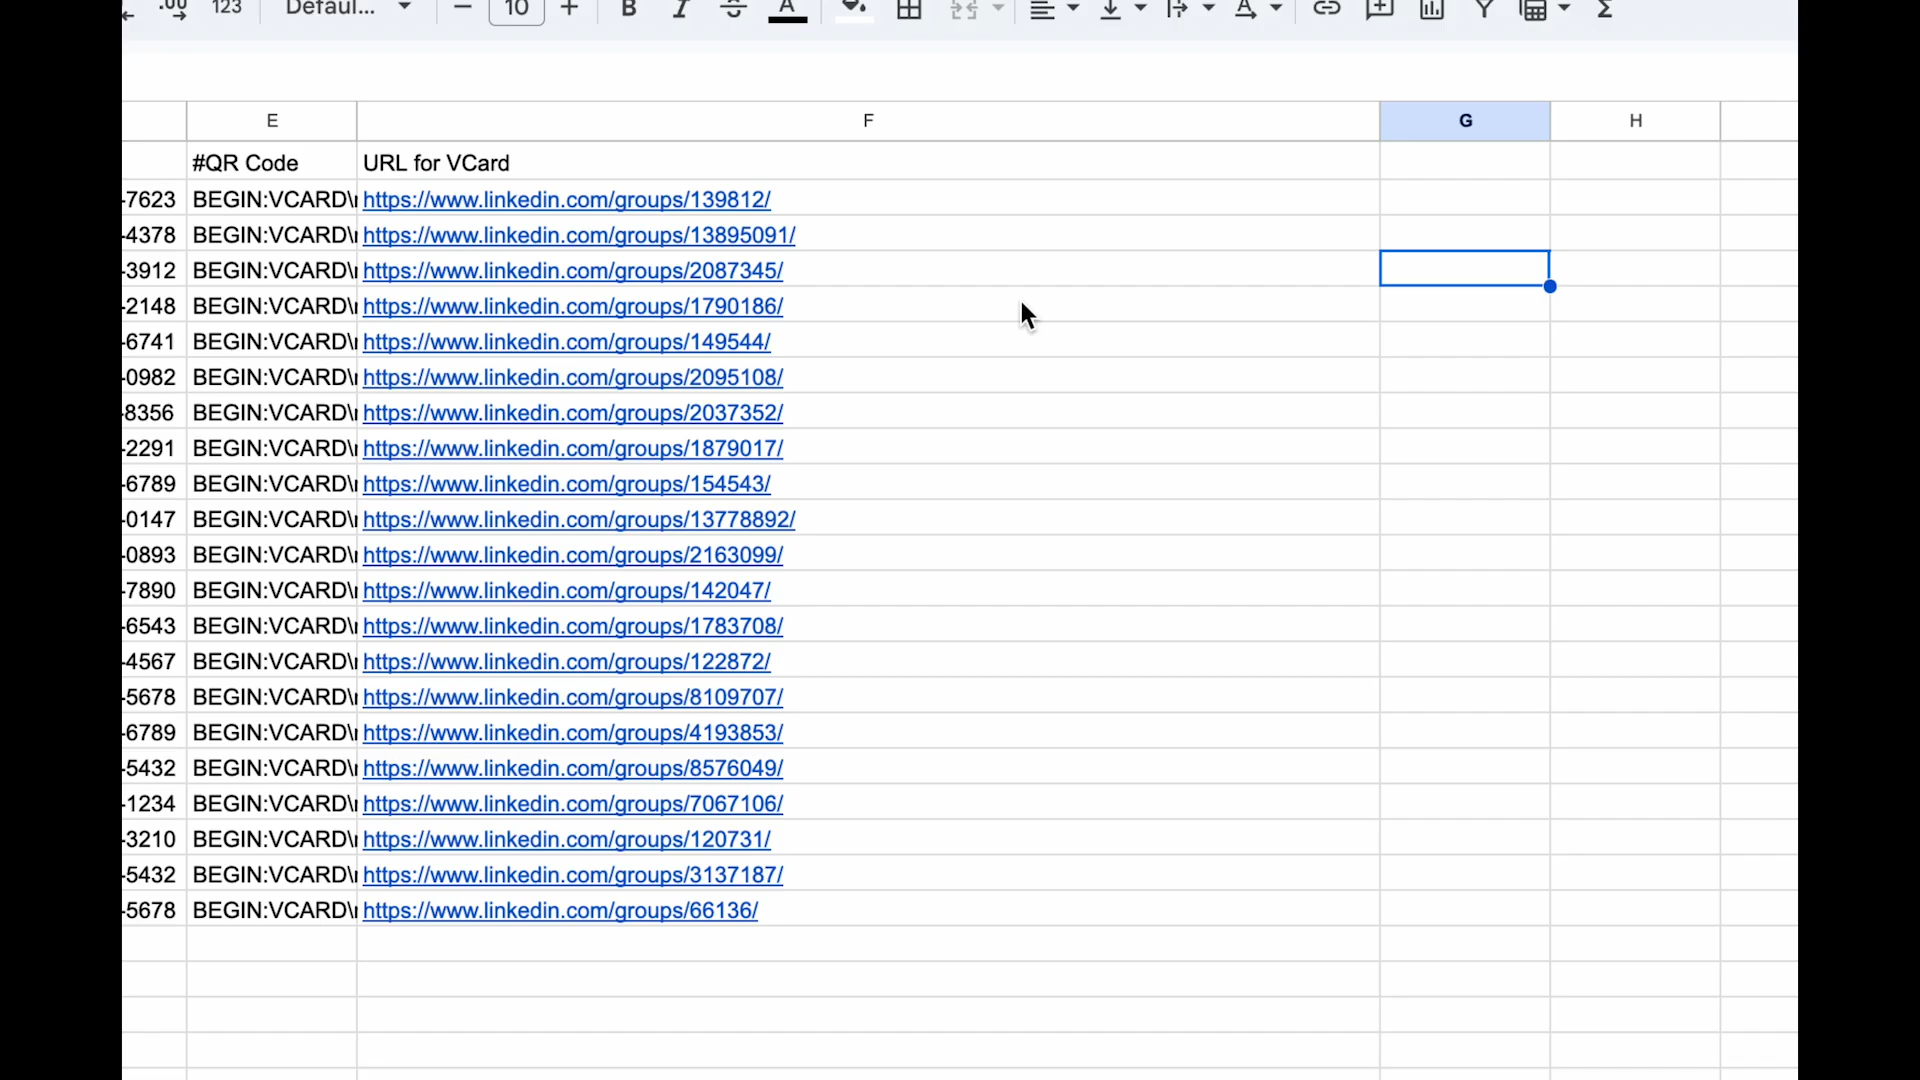 .00 123 Defaul... 10 B I A A Σ
E F G H
#QR Code URL for VCard
-7623 BEGIN:VCARD\ https://www.linkedin.com/groups/139812/
-4378 BEGIN:VCARD\ https://www.linkedin.com/groups/13895091/
-3912 BEGIN:VCARD\ https://www.linkedin.com/groups/2087345/
-2148 BEGIN:VCARD\ https://www.linkedin.com/groups/1790186/
-6741 BEGIN:VCARD\ https://www.linkedin.com/groups/149544/
-0982 BEGIN:VCARD\ https://www.linkedin.com/groups/2095108/
-8356 BEGIN:VCARD\ https://www.linkedin.com/groups/2037352/
-2291 BEGIN:VCARD\ https://www.linkedin.com/groups/1879017/
-6789 BEGIN:VCARD\ https://www.linkedin.com/groups/154543/
-0147 BEGIN:VCARD\ https://www.linkedin.com/groups/13778892/
-0893 BEGIN:VCARD\ https://www.linkedin.com/groups/2163099/
-7890 BEGIN:VCARD\ https://www.linkedin.com/groups/142047/
-6543 BEGIN:VCARD\ https://www.linkedin.com/groups/1783708/
-4567 BEGIN:VCARD\ https://www.linkedin.com/groups/122872/
-5678 BEGIN:VCARD\ https://www.linkedin.com/groups/8109707/
-6789 BEGIN:VCARD\ https://www.linkedin.com/groups/4193853/
-5432 BEGIN:VCARD\ https://www.linkedin.com/groups/8576049/
-1234 BEGIN:VCARD\ https://www.linkedin.com/groups/7067106/
-3210 BEGIN:VCARD\ https://www.linkedin.com/groups/120731/
-5432 BEGIN:VCARD\ https://www.linkedin.com/groups/3137187/
-5678 BEGIN:VCARD\ https://www.linkedin.com/groups/66136/